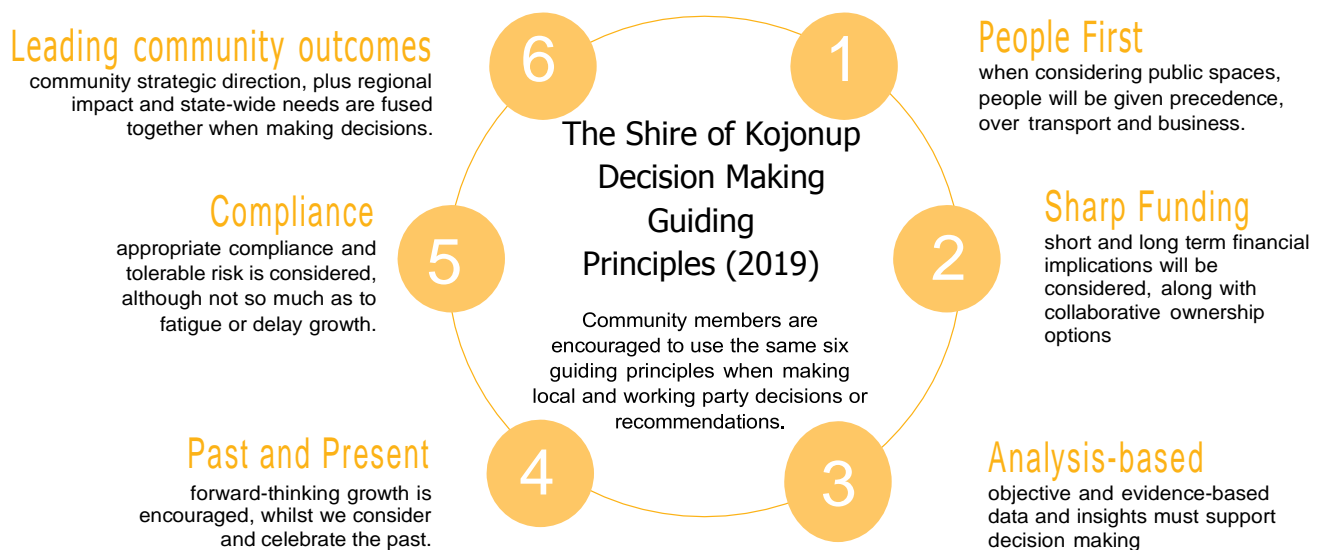 The Shire of Kojonup
Decision Making
Guiding
Principles (2019)
Community members are
encouraged to use the same six
guiding principles when making
local and working party decisions or
recommendations.
1
People First
when considering public spaces,
people will be given precedence,
over transport and business.
2
Sharp Funding
short and long term financial
implications will be
considered, along with
collaborative ownership
options
3
Analysis-based
objective and evidence-based
data and insights must support
decision making
4
Past and Present
forward-thinking growth is
encouraged, whilst we consider
and celebrate the past.
5
Compliance
appropriate compliance and
tolerable risk is considered,
although not so much as to
fatigue or delay growth.
6
Leading community outcomes
community strategic direction, plus regional
impact and state-wide needs are fused
together when making decisions.